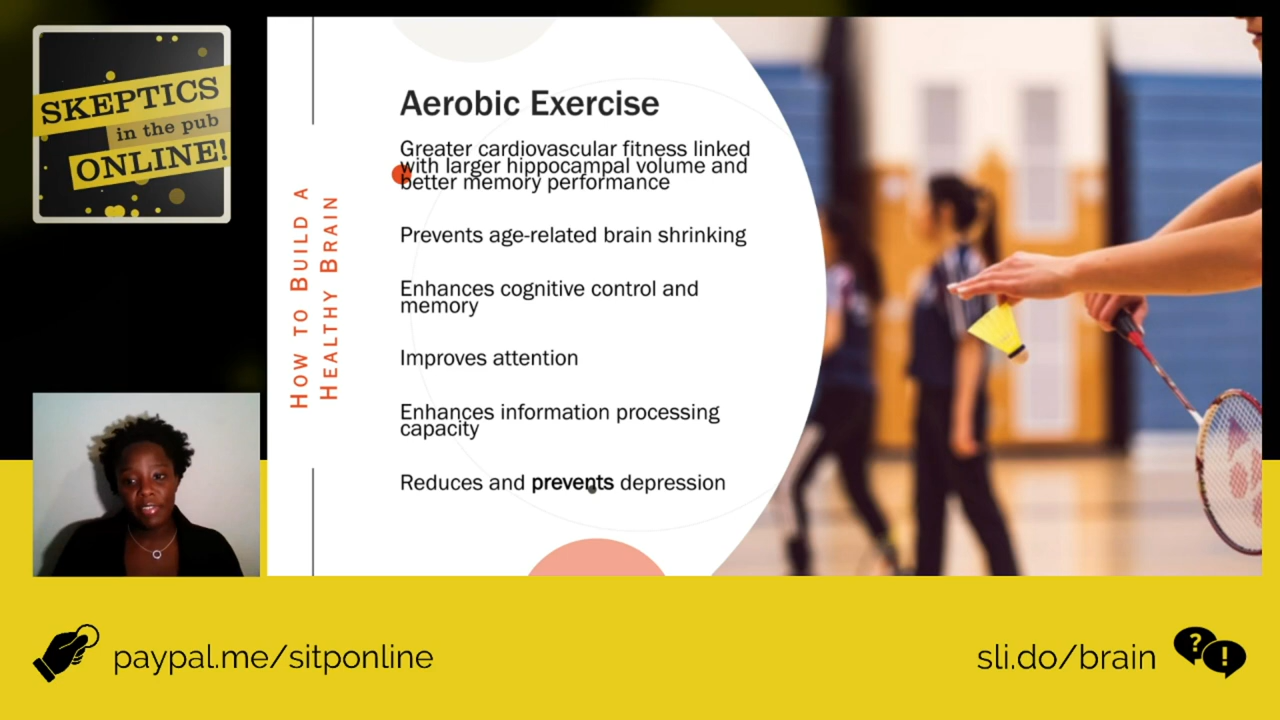 SKEPTICS
in the pub
ONLINE!
HOW TO BUILD A
HEALTHY BRAIN
Aerobic Exercise
Greater cardiovascular fitness linked
with larger hippocampal volume and
better memory performance
Prevents age-related brain shrinking
Enhances cognitive control and
memory
Improves attention
Enhances information processing
capacity
Reduces and prevents depression
paypal.me/sitponline
sli.do/brain
? !